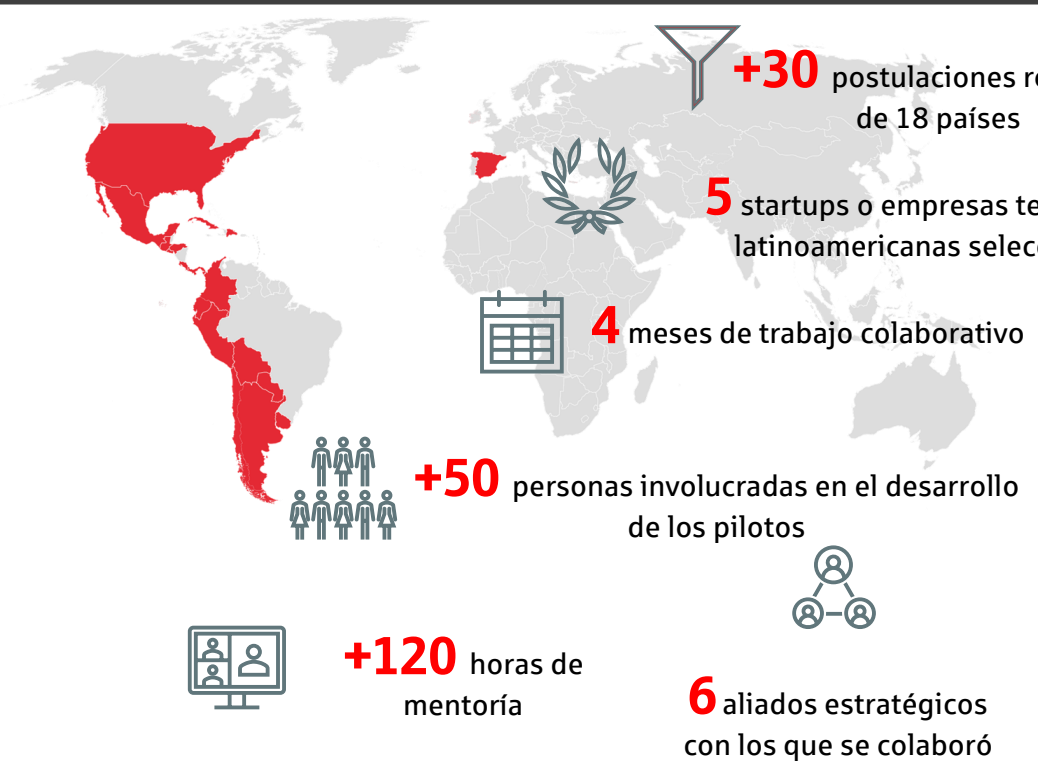 +30 postulaciones
de 18 países
5 startups o empresas
latinoamericanas
4 meses de trabajo colaborativo
+50 personas involucradas en el desarrollo
de los pilotos
+120 horas de
mentoría
6 aliados estratégicos
con los que se colaboró